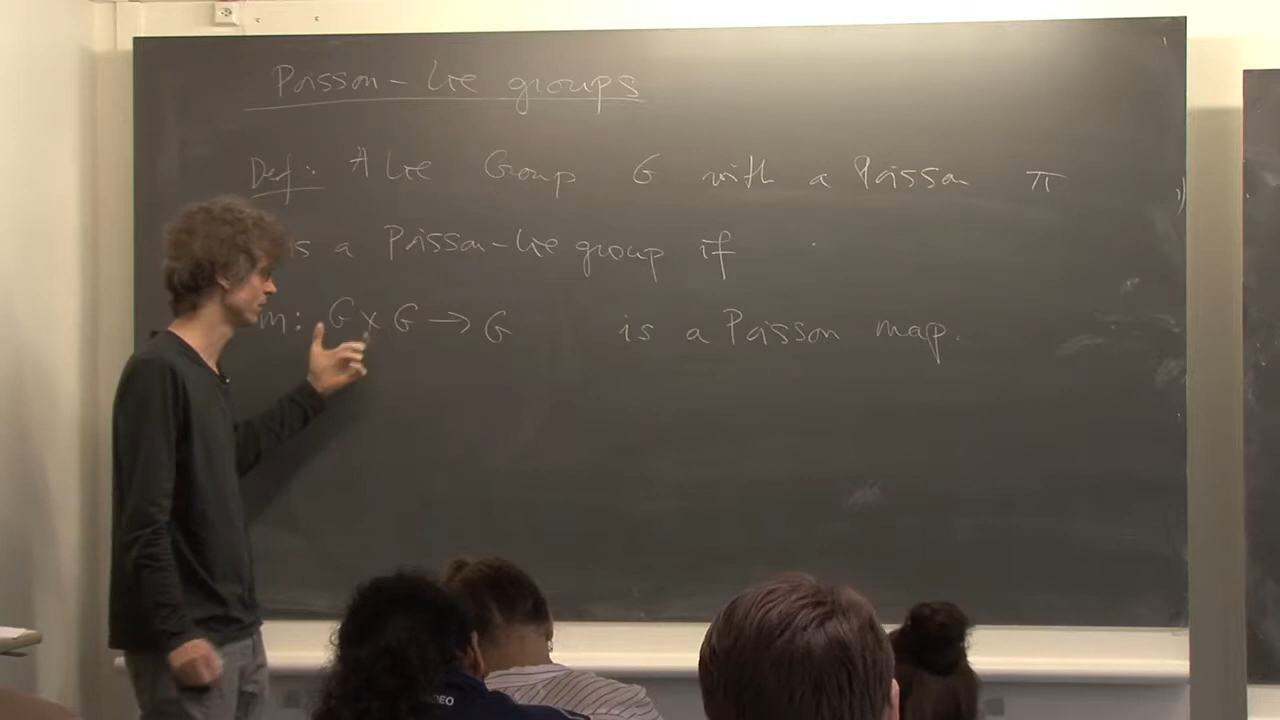 Poisson-Lie groups
Def: A Lie Group G with a Poisson π
is a Poisson-Lie group if
m: G × G → G is a Poisson map.